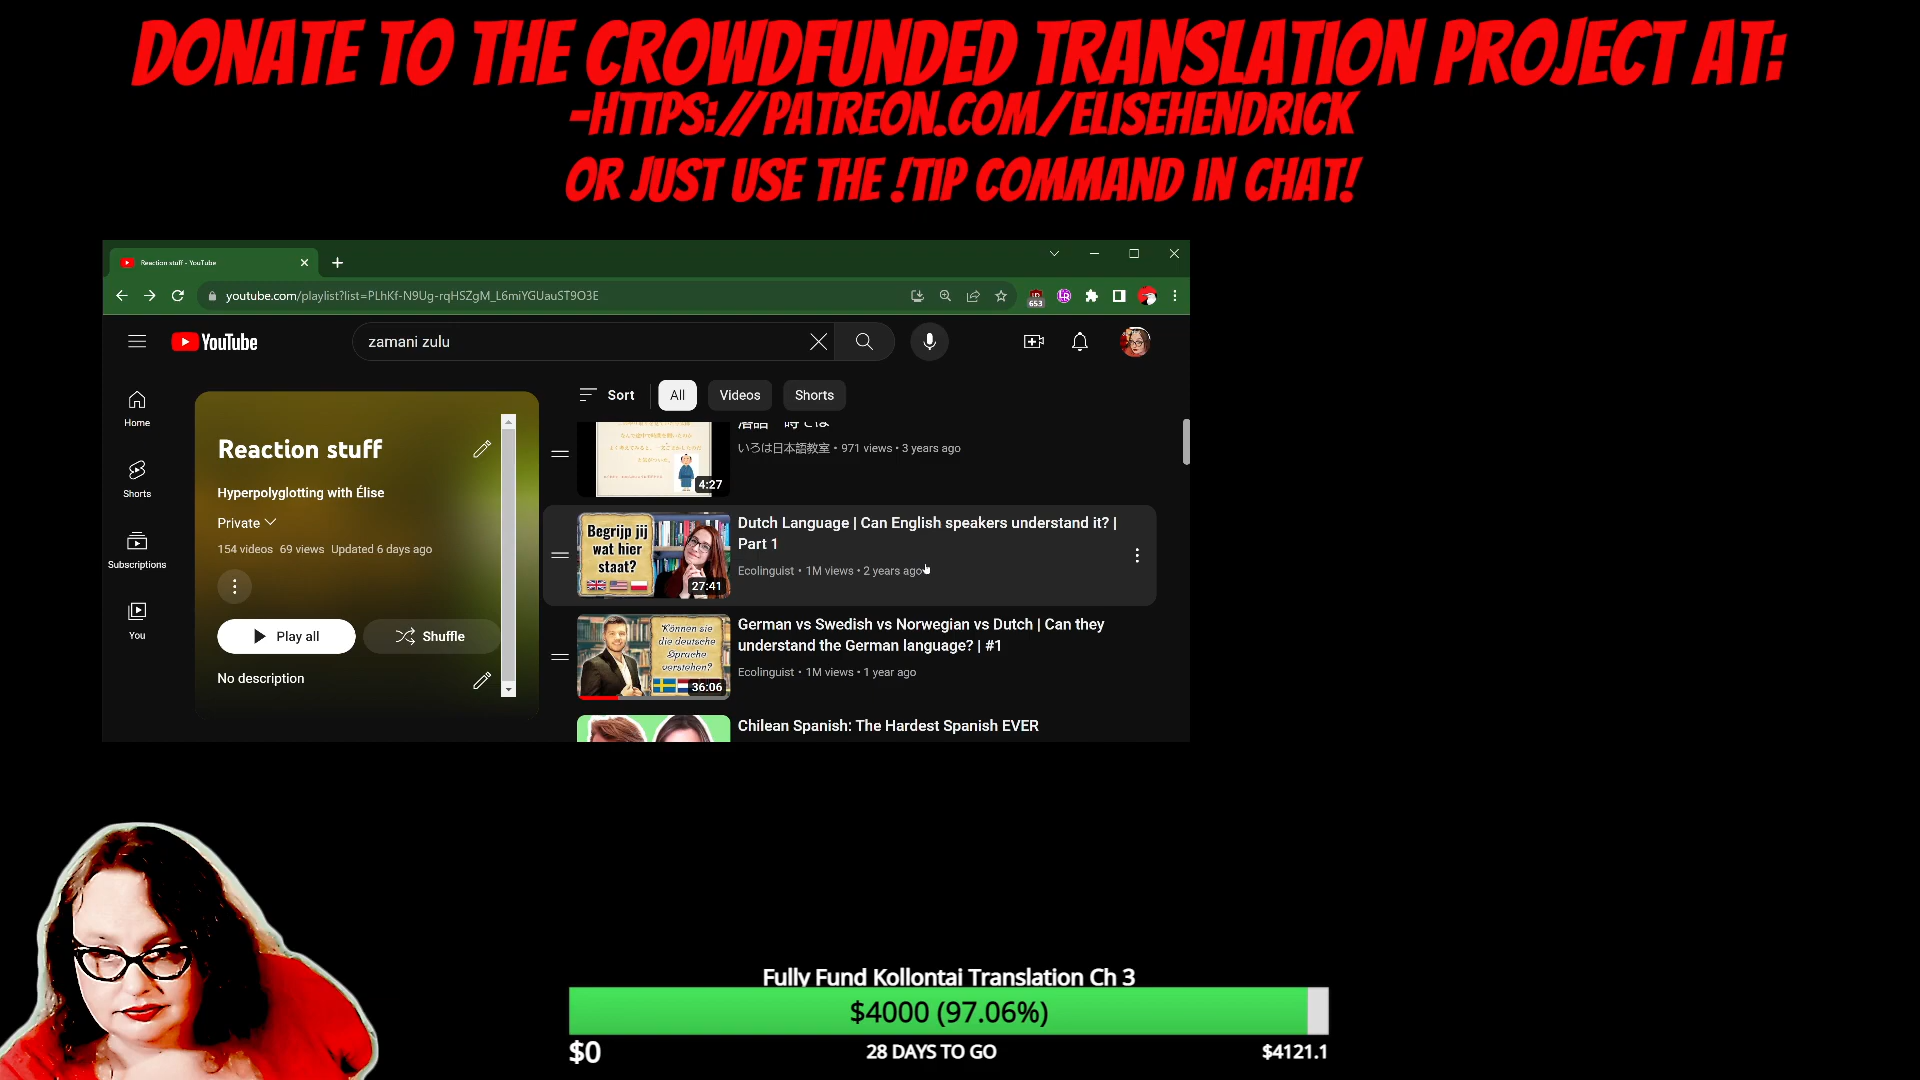 DONATE TO THE CROWDFUNDED TRANSLATION PROJECT AT:
-HTTPS://PATREON.COM/ELISEHENDRICK
OR JUST USE THE !TIP COMMAND IN CHAT!
Reaction stuff - YouTube
youtube.com/playlist?list=PLhKf-N9Ug-rqHSZgM_L6miYGUauST9O3E
653
YouTube
zamani zulu
Home
Shorts
Subscriptions
You
Reaction stuff
Hyperpolyglotting with Élise
Private
154 videos 69 views Updated 6 days ago
Play all
Shuffle
No description
Sort
All
Videos
Shorts
4:27
いろは日本語教室 • 971 views • 3 years ago
Begrijp jij
wat hier
staat?
27:41
Dutch Language | Can English speakers understand it? |
Part 1
Ecolinguist • 1M views • 2 years ago
Können sie
die deutsche
Sprache
verstehen?
36:06
German vs Swedish vs Norwegian vs Dutch | Can they
understand the German language? | #1
Ecolinguist • 1M views • 1 year ago
Chilean Spanish: The Hardest Spanish EVER
Fully Fund Kollontai Translation Ch 3
$4000 (97.06%)
$0
28 DAYS TO GO
$4121.1